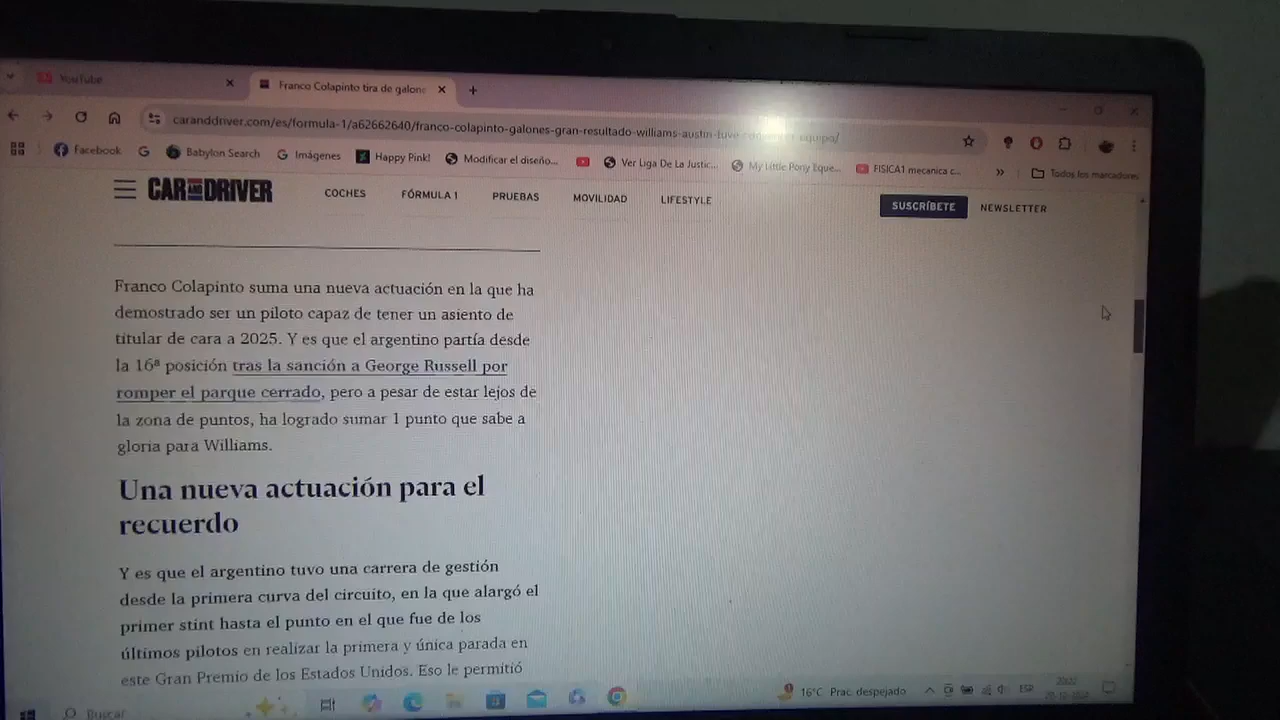 YouTube
Franco Colapinto tira de galone
caranddriver.com/es/formula-1/a62662640/franco-colapinto-galones-gran-resultado-williams-austin-tuvo
Facebook
G
Babylon Search
Imágenes
Happy Pink!
Modificar el diseño...
Ver Liga De La Justic...
My Little Pony Eque...
FISICA1 mecanica c...
»
Todos los marcadores
CAR AND DRIVER
COCHES
FÓRMULA 1
PRUEBAS
MOVILIDAD
LIFESTYLE
SUSCRÍBETE
NEWSLETTER
Franco Colapinto suma una nueva actuación en la que ha
demostrado ser un piloto capaz de tener un asiento de
titular de cara a 2025. Y es que el argentino partía desde
la 16ª posición tras la sanción a George Russell por
romper el parque cerrado, pero a pesar de estar lejos de
la zona de puntos, ha logrado sumar 1 punto que sabe a
gloria para Williams.
Una nueva actuación para el
recuerdo
Y es que el argentino tuvo una carrera de gestión
desde la primera curva del circuito, en la que alargó el
primer stint hasta el punto en el que fue de los
últimos pilotos en realizar la primera y única parada en
este Gran Premio de los Estados Unidos. Eso le permitió
Buscar
16°C Prac. despejado
ESP